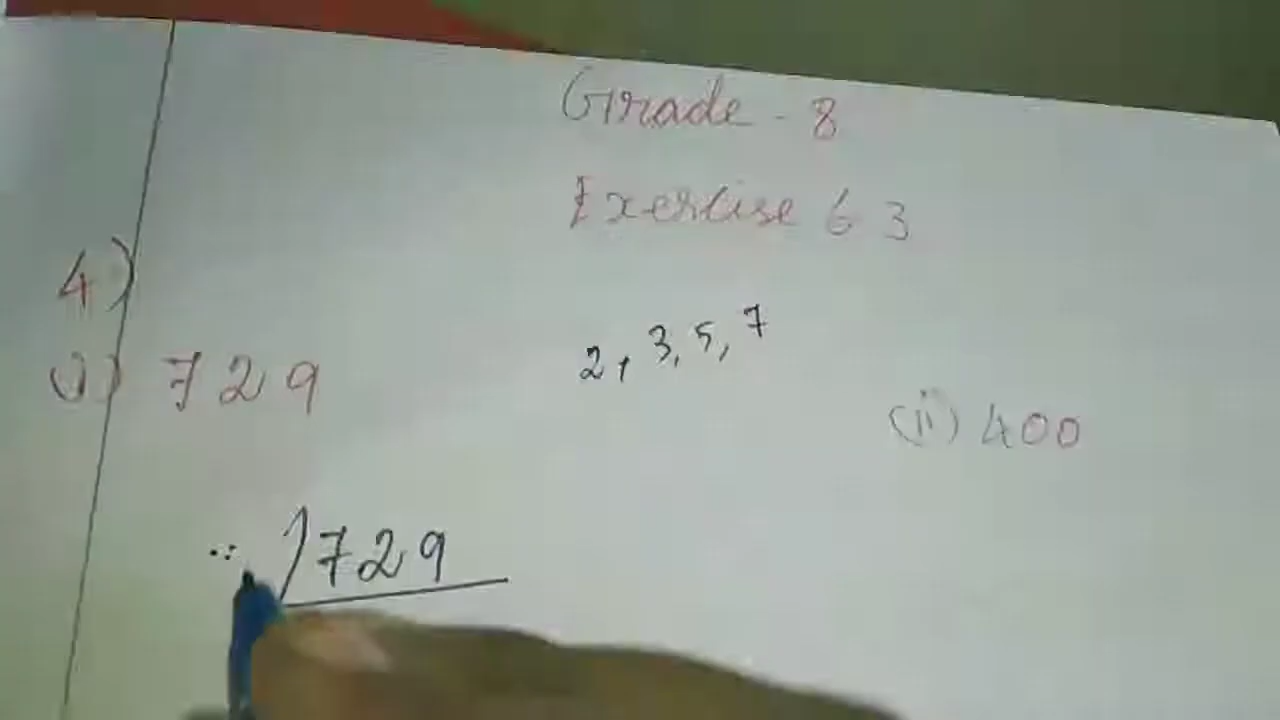 Grade - 8
Exercise 6 3
4)
(i) 729
2, 3, 5, 7
(ii) 400
)729